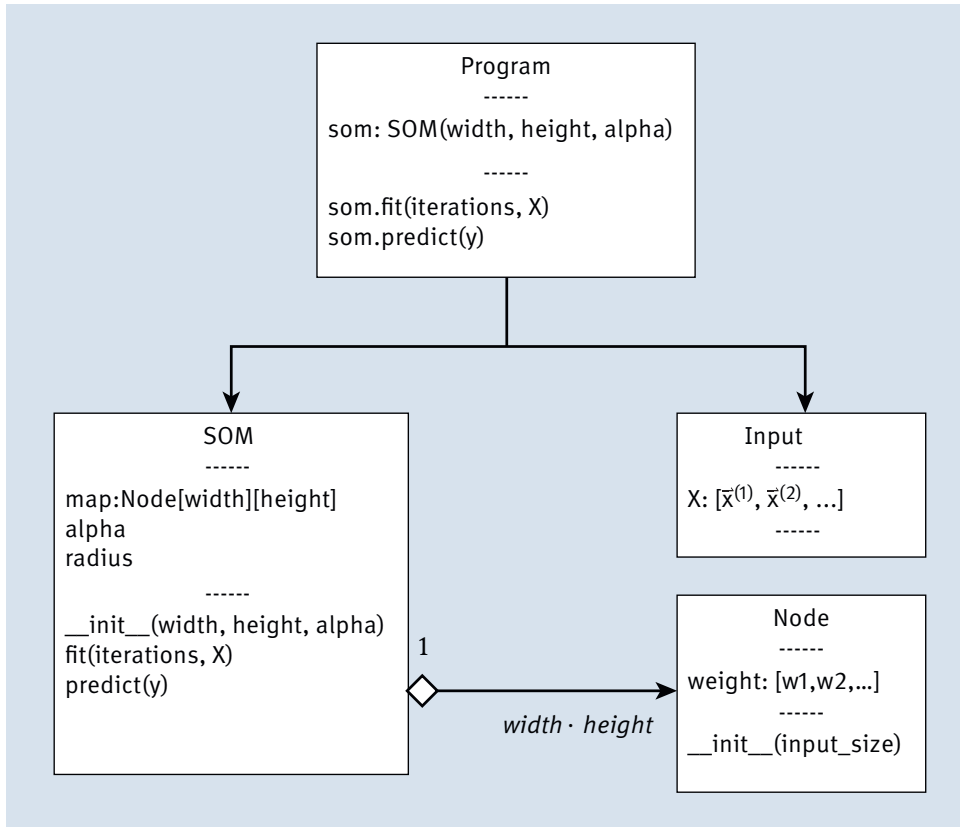 Program
------
som: SOM(width, height, alpha)
------
som.fit(iterations, X)
som.predict(y)
SOM
------
map:Node[width][height]
alpha
radius
------
__init__(width, height, alpha)
fit(iterations, X)
predict(y)
Input
------
X: [x⃗⁽¹⁾, x⃗⁽²⁾, ...]
------
1
width · height
Node
------
weight: [w1,w2,...]
------
__init__(input_size)